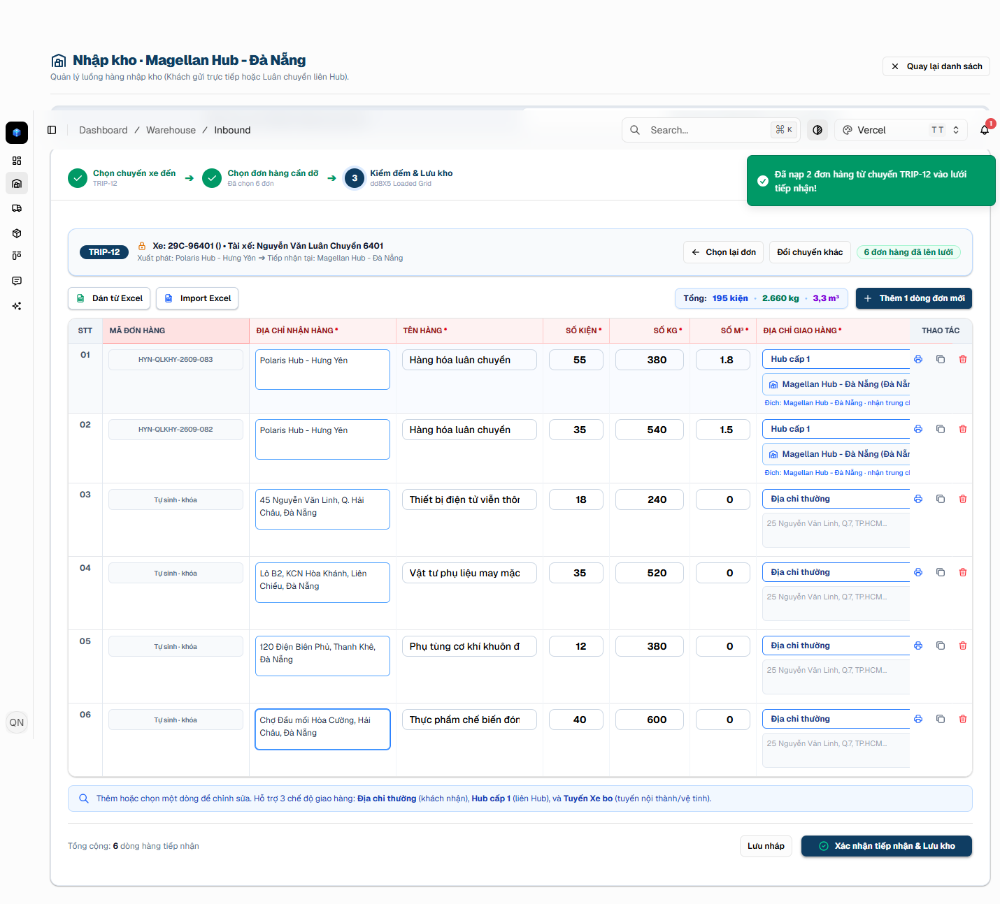 Nhập kho · Magellan Hub - Đà Nẵng
Quản lý luồng hàng nhập kho (Khách gửi trực tiếp hoặc Luân chuyển liên Hub).
Quay lại danh sách
Dashboard / Warehouse / Inbound
Search...
⌘ K
Vercel
T T
1
Chọn chuyến xe đến
TRIP-12
➔
Chọn đơn hàng cần dỡ
Đã chọn 6 đơn
➔
3
Kiểm đếm & Lưu kho
dd8X5 Loaded Grid
Đã nạp 2 đơn hàng từ chuyến TRIP-12 vào lưới
tiếp nhận!
TRIP-12
Xe: 29C-96401 () • Tài xế: Nguyễn Văn Luân Chuyển 6401
Xuất phát: Polaris Hub - Hưng Yên ➔ Tiếp nhận tại: Magellan Hub - Đà Nẵng
Chọn lại đơn
Đổi chuyến khác
6 đơn hàng đã lên lưới
Dán từ Excel
Import Excel
Tổng: 195 kiện · 2.660 kg · 3,3 m³
Thêm 1 dòng đơn mới
STT MÃ ĐƠN HÀNG ĐỊA CHỈ NHẬN HÀNG * TÊN HÀNG * SỐ KIỆN * SỐ KG * SỐ M³ * ĐỊA CHỈ GIAO HÀNG * THAO TÁC
01 HYN-QLKHY-2609-083 Polaris Hub - Hưng Yên Hàng hóa luân chuyển 55 380 1.8 Hub cấp 1
Magellan Hub - Đà Nẵng (Đà Nẵn
Đích: Magellan Hub - Đà Nẵng · nhận trung ch
02 HYN-QLKHY-2609-082 Polaris Hub - Hưng Yên Hàng hóa luân chuyển 35 540 1.5 Hub cấp 1
Magellan Hub - Đà Nẵng (Đà Nẵn
Đích: Magellan Hub - Đà Nẵng · nhận trung ch
03 Tự sinh · khóa 45 Nguyễn Văn Linh, Q. Hải Thiết bị điện tử viễn thôn 18 240 0 Địa chỉ thường
Châu, Đà Nẵng
25 Nguyễn Văn Linh, Q.7, TP.HCM...
04 Tự sinh · khóa Lô B2, KCN Hòa Khánh, Liên Vật tư phụ liệu may mặc 35 520 0 Địa chỉ thường
Chiểu, Đà Nẵng
25 Nguyễn Văn Linh, Q.7, TP.HCM...
05 Tự sinh · khóa 120 Điện Biên Phủ, Thanh Khê, Phụ tùng cơ khí khuôn đ 12 380 0 Địa chỉ thường
Đà Nẵng
25 Nguyễn Văn Linh, Q.7, TP.HCM...
06 Tự sinh · khóa Chợ Đầu mối Hòa Cường, Hải Thực phẩm chế biến đón 40 600 0 Địa chỉ thường
Châu, Đà Nẵng
25 Nguyễn Văn Linh, Q.7, TP.HCM...
Thêm hoặc chọn một dòng để chỉnh sửa. Hỗ trợ 3 chế độ giao hàng: Địa chỉ thường (khách nhận), Hub cấp 1 (liên Hub), và Tuyến Xe bo (tuyến nội thành/vệ tinh).
Tổng cộng: 6 dòng hàng tiếp nhận
Lưu nháp
Xác nhận tiếp nhận & Lưu kho
QN